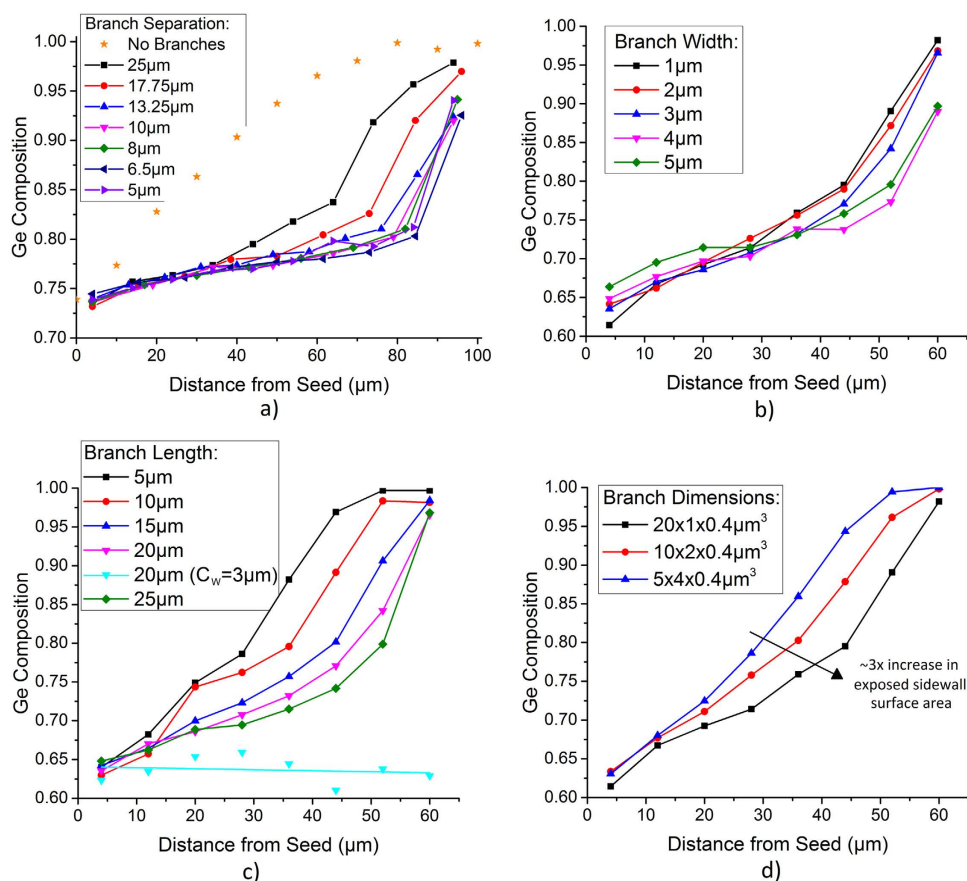 Branch Separation:
No Branches
25µm
17.75µm
13.25µm
10µm
8µm
6.5µm
5µm
1.00
0.95
0.90
0.85
0.80
0.75
0.70
Ge Composition
0 20 40 60 80 100
Distance from Seed (µm)
a)
Branch Width:
1µm
2µm
3µm
4µm
5µm
1.00
0.95
0.90
0.85
0.80
0.75
0.70
0.65
0.60
Ge Composition
0 10 20 30 40 50 60
Distance from Seed (µm)
b)
Branch Length:
5µm
10µm
15µm
20µm
20µm (Cw=3µm)
25µm
1.00
0.95
0.90
0.85
0.80
0.75
0.70
0.65
0.60
Ge Composition
0 10 20 30 40 50 60
Distance from Seed (µm)
c)
Branch Dimensions:
20x1x0.4µm³
10x2x0.4µm³
5x4x0.4µm³
~3x increase in
exposed sidewall
surface area
1.00
0.95
0.90
0.85
0.80
0.75
0.70
0.65
0.60
Ge Composition
0 10 20 30 40 50 60
Distance from Seed (µm)
d)